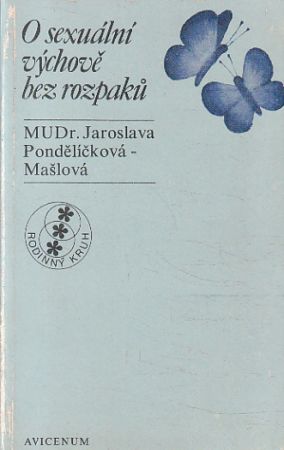 O sexuální
výchově
bez rozpaků
MUDr. Jaroslava
Pondělíčková -
Mašlová
RODINNÝ KRUH
AVICENUM